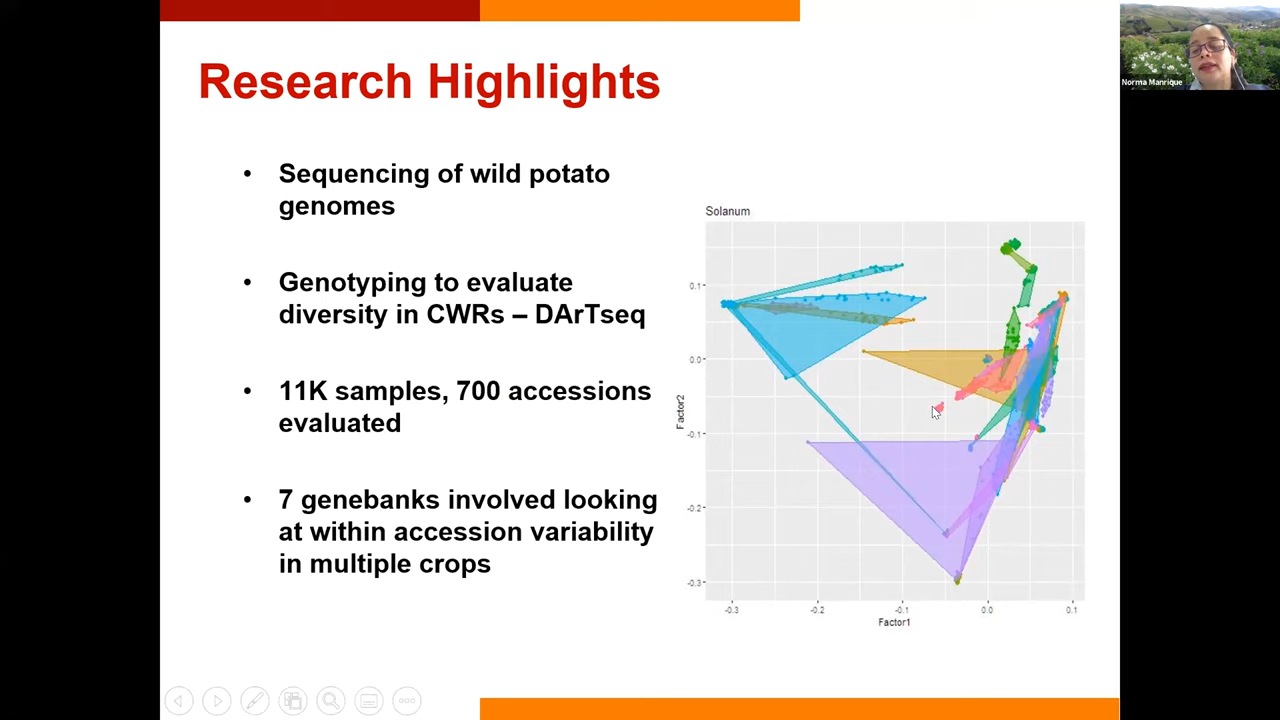 Research Highlights
Norma Manrique
• Sequencing of wild potato
genomes
• Genotyping to evaluate
diversity in CWRs – DArTseq
• 11K samples, 700 accessions
evaluated
• 7 genebanks involved looking
at within accession variability
in multiple crops
Solanum
0.1
0.0
-0.1
-0.2
-0.3
Factor2
-0.3 -0.2 -0.1 0.0 0.1
Factor1